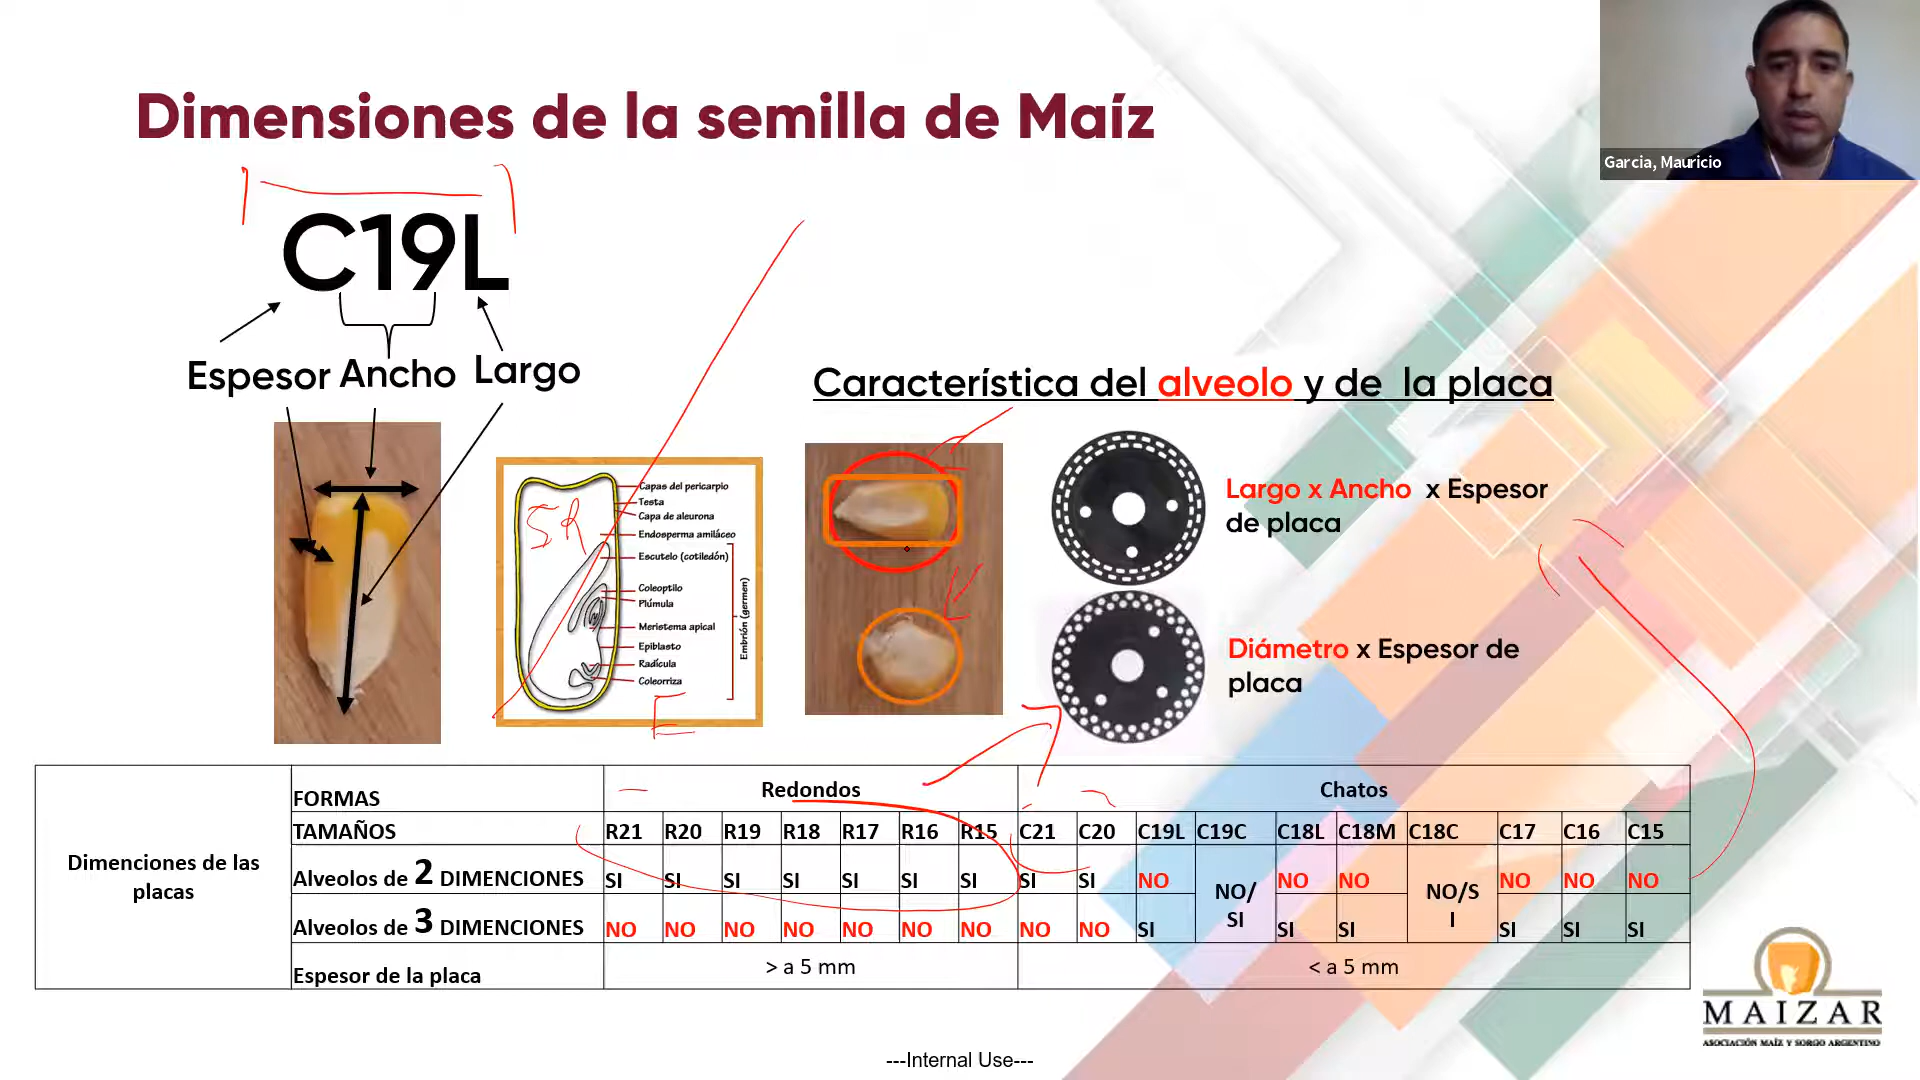 Garcia, Mauricio
Dimensiones de la semilla de Maíz
C19L
Espesor Ancho Largo
Característica del alveolo y de la placa
Capas del pericarpio
Testa
Capa de aleurona
Endosperma amiláceo
Escutelo (cotiledón)
Coleoptilo
Plúmula
Meristema apical
Epiblasto
Radícula
Coleorriza
Embrión (germen)
SR
E
Largo x Ancho x Espesor
de placa
Diámetro x Espesor de
placa
Dimenciones de las
placas
FORMAS Redondos Chatos
TAMAÑOS R21 R20 R19 R18 R17 R16 R15 C21 C20 C19L C19C C18L C18M C18C C17 C16 C15
Alveolos de 2 DIMENCIONES SI SI SI SI SI SI SI SI SI NO NO/ NO NO NO/S NO NO NO
Alveolos de 3 DIMENCIONES NO NO NO NO NO NO NO NO NO SI SI SI SI I SI SI SI
Espesor de la placa > a 5 mm < a 5 mm
MAIZAR
ASOCIACIÓN MAÍZ Y SORGO ARGENTINO
---Internal Use---